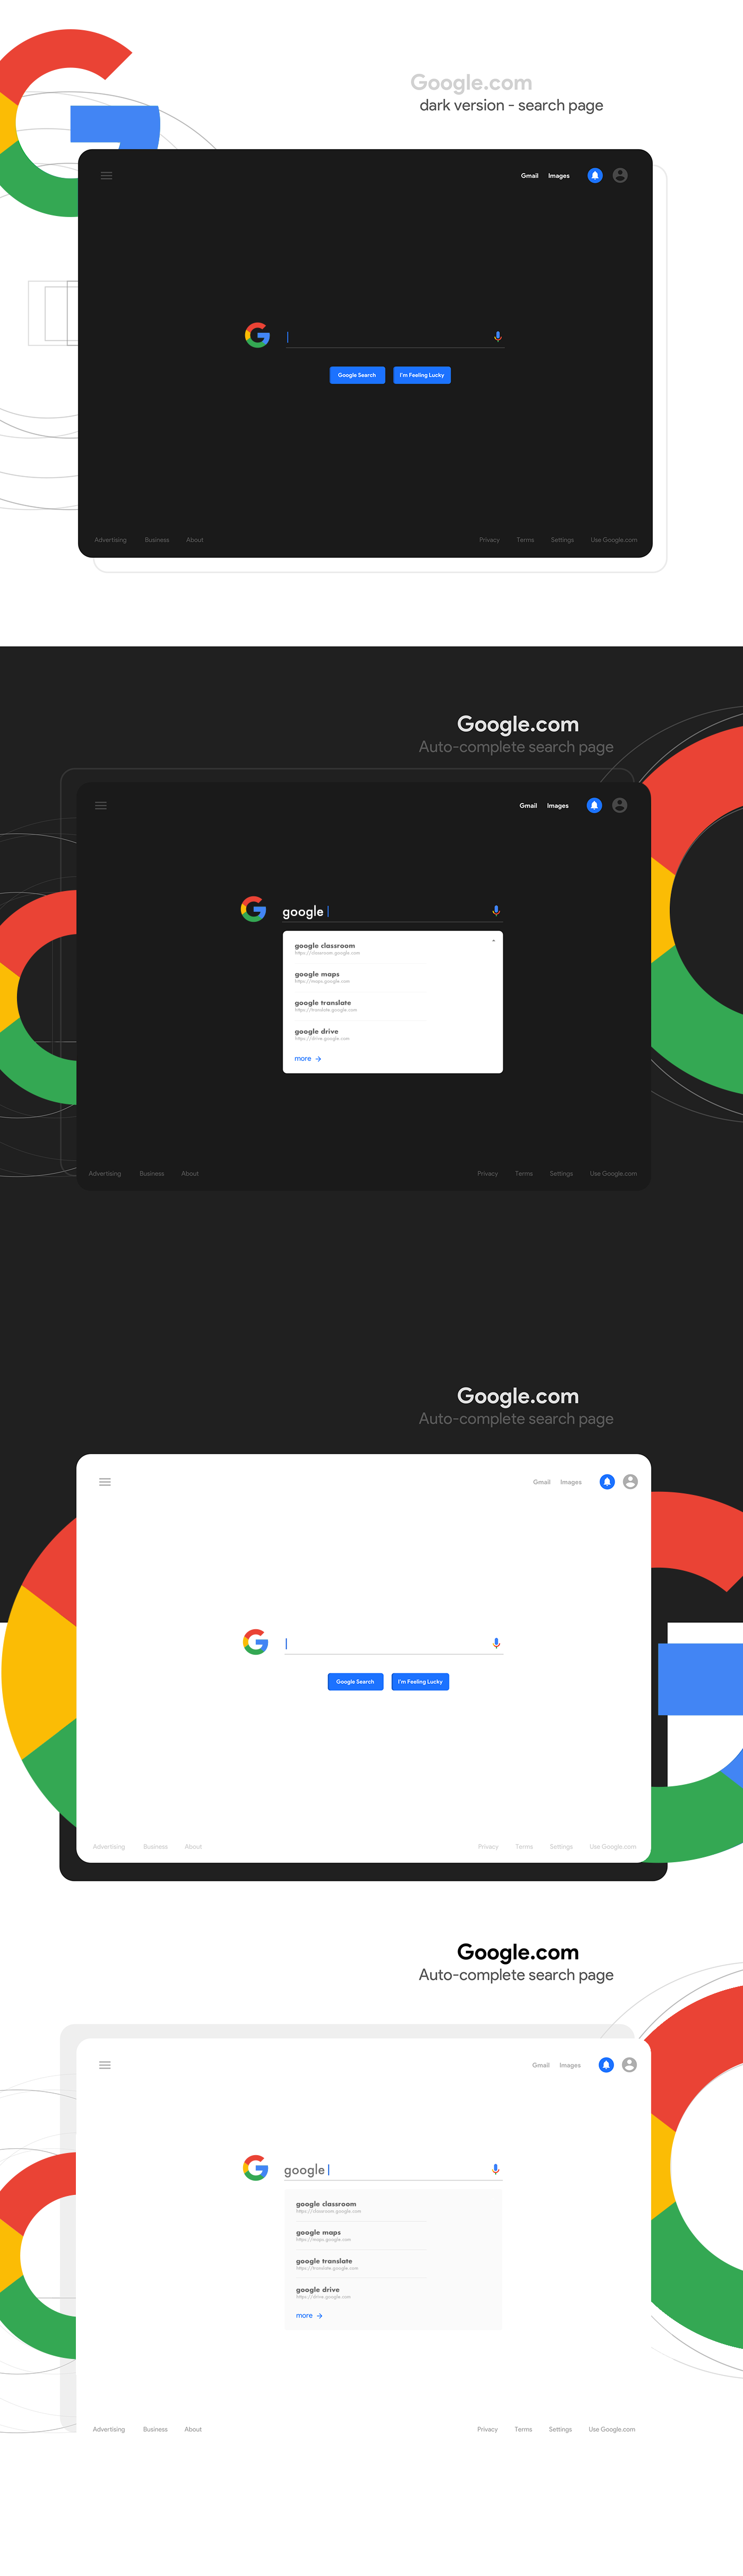 Google.com
dark version - search page
Gmail Images
Google Search I'm Feeling Lucky
Advertising Business About Privacy Terms Settings Use Google.com
Google.com
Auto-complete search page
Gmail Images
google
google classroom
https://classroom.google.com
google maps
https://maps.google.com
google translate
https://translate.google.com
google drive
https://drive.google.com
more
Advertising Business About Privacy Terms Settings Use Google.com
Google.com
Auto-complete search page
Gmail Images
Google Search I'm Feeling Lucky
Advertising Business About Privacy Terms Settings Use Google.com
Google.com
Auto-complete search page
Gmail Images
google
google classroom
https://classroom.google.com
google maps
https://maps.google.com
google translate
https://translate.google.com
google drive
https://drive.google.com
more
Advertising Business About Privacy Terms Settings Use Google.com